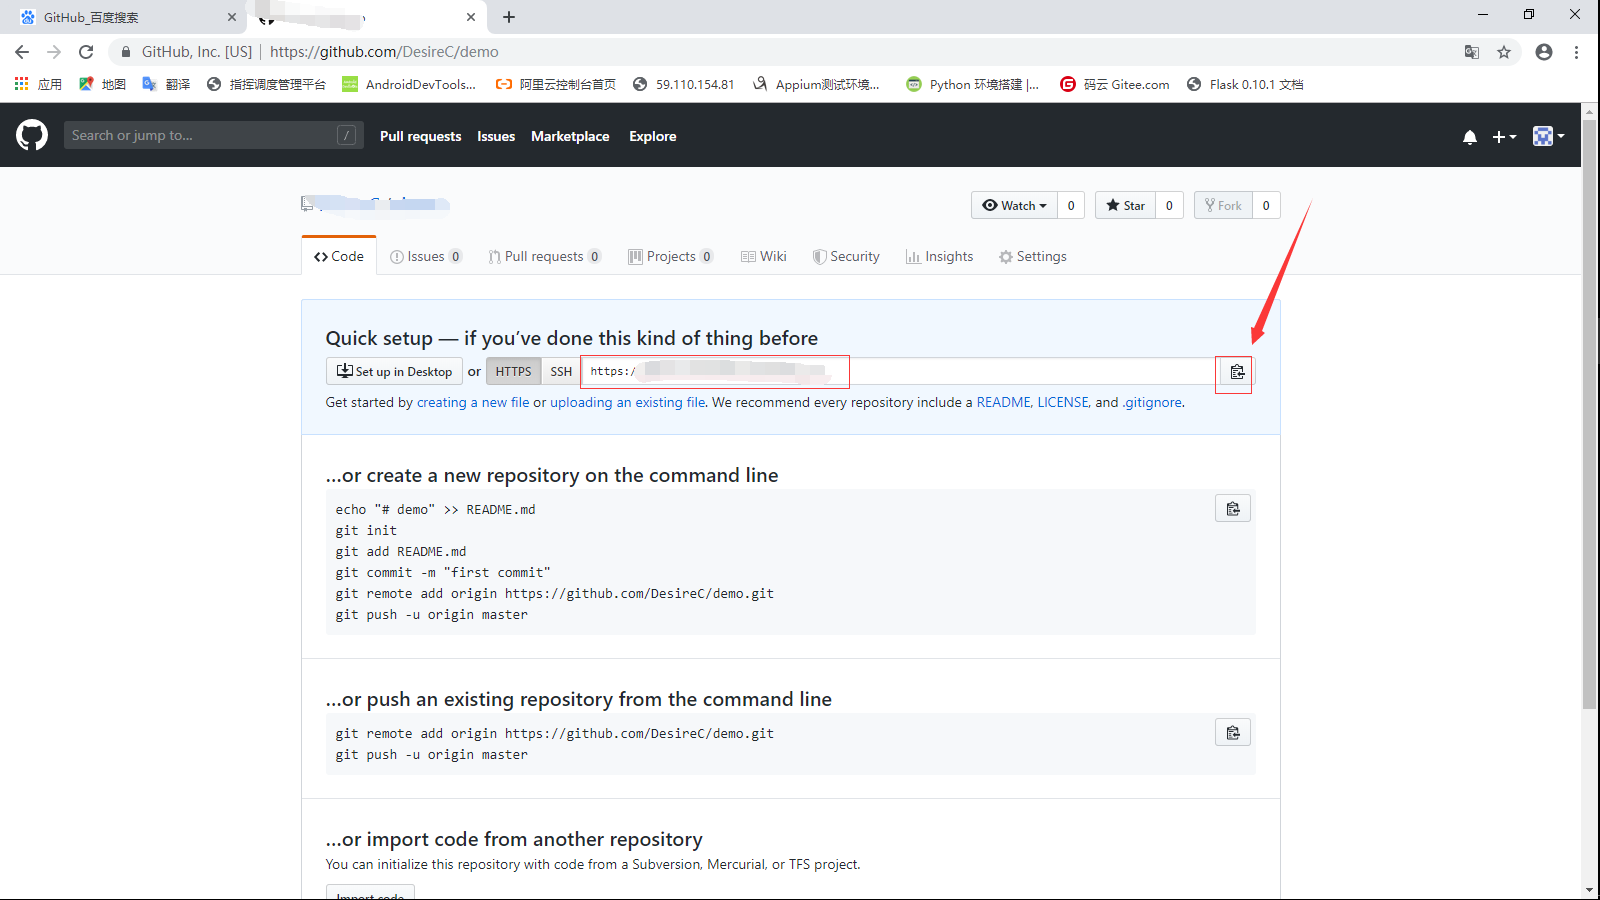 GitHub_百度搜索
GitHub, Inc. [US] | https://github.com/DesireC/demo
应用 地图 翻译 指挥调度管理平台 AndroidDevTools... 阿里云控制台首页 59.110.154.81 Appium测试环境... Python 环境搭建 |... 码云 Gitee.com Flask 0.10.1 文档
Search or jump to... / Pull requests Issues Marketplace Explore
Watch 0 Star 0 Fork 0
Code Issues 0 Pull requests 0 Projects 0 Wiki Security Insights Settings
Quick setup — if you've done this kind of thing before
Set up in Desktop or HTTPS SSH https:/
Get started by creating a new file or uploading an existing file. We recommend every repository include a README, LICENSE, and .gitignore.
...or create a new repository on the command line
echo "# demo" >> README.md
git init
git add README.md
git commit -m "first commit"
git remote add origin https://github.com/DesireC/demo.git
git push -u origin master
...or push an existing repository from the command line
git remote add origin https://github.com/DesireC/demo.git
git push -u origin master
...or import code from another repository
You can initialize this repository with code from a Subversion, Mercurial, or TFS project.
Import code